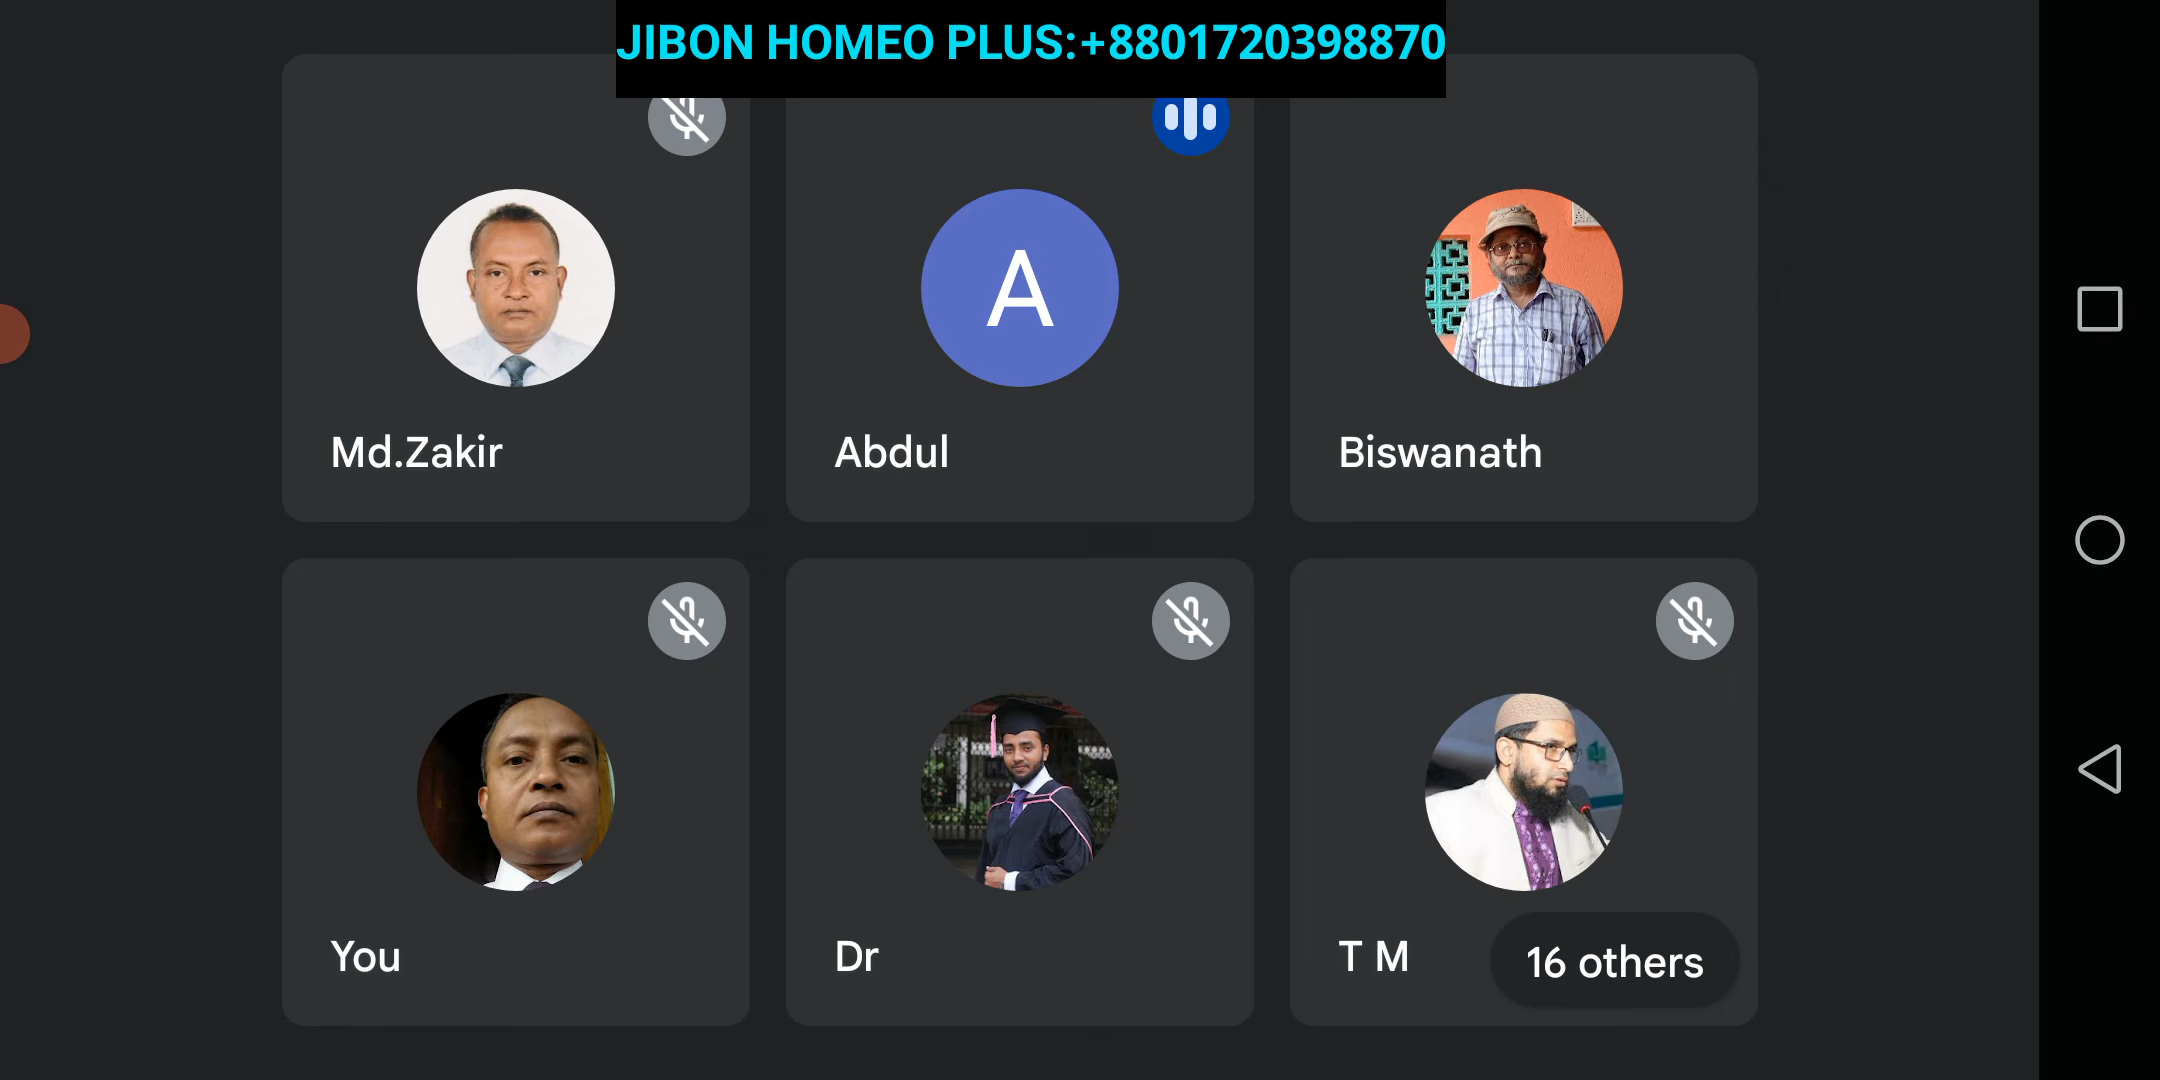 JIBON HOMEO PLUS:+8801720398870
A
Md.Zakir
Abdul
Biswanath
You
Dr
T M
16 others